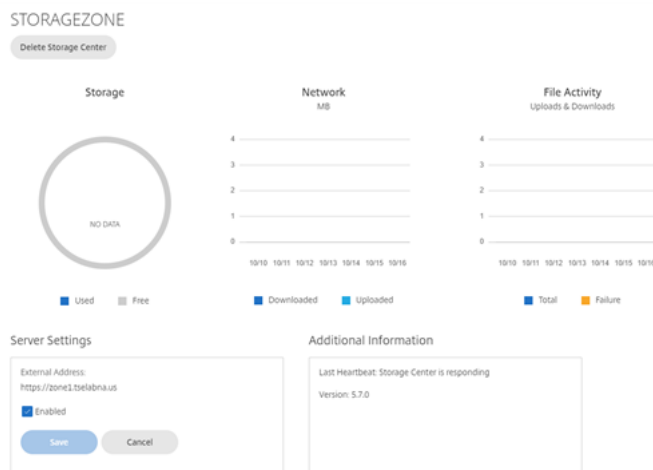 STORAGEZONE
Delete Storage Center
Storage
NO DATA
Used Free
Network
MB
4
3
2
1
0
10/10 10/11 10/12 10/13 10/14 10/15 10/16
Downloaded Uploaded
File Activity
Uploads & Downloads
4
3
2
1
0
10/10 10/11 10/12 10/13 10/14 10/15
Total Failure
Server Settings
External Address:
https://zone1.tselabna.us
Enabled
Save Cancel
Additional Information
Last Heartbeat: Storage Center is responding
Version: 5.7.0